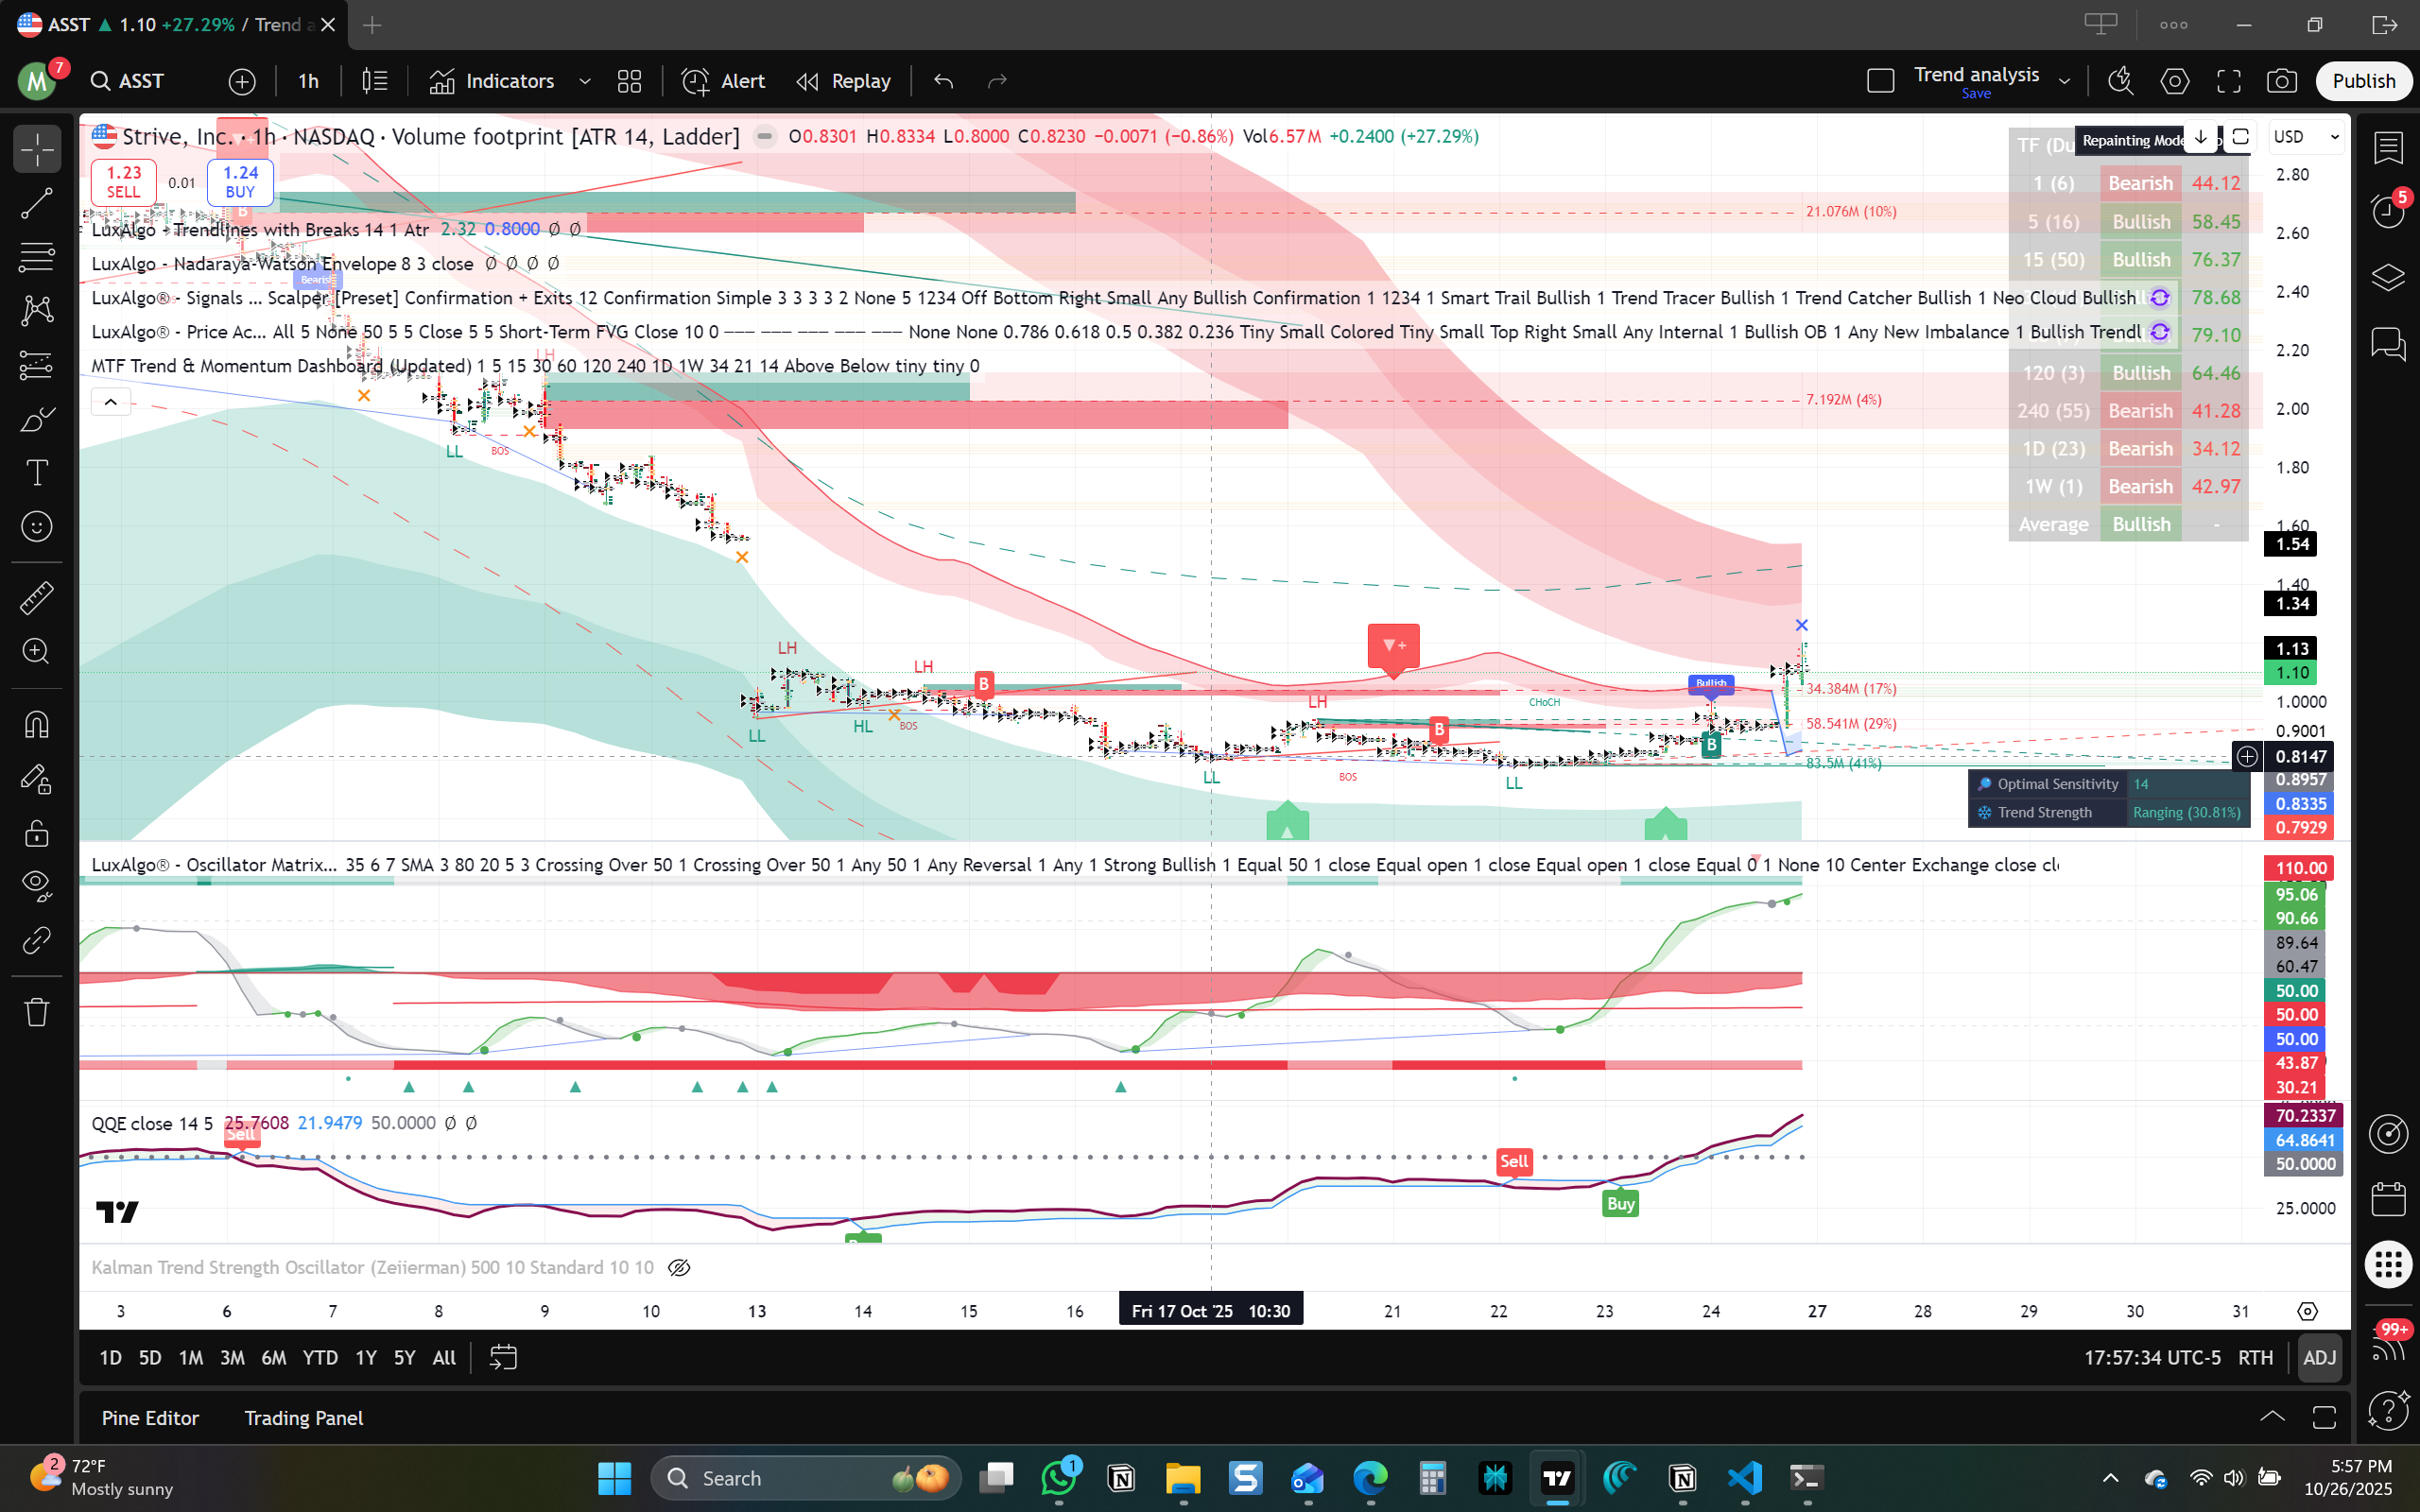 ASST ▲ 1.10 +27.29% / Trend a
M 7 ASST 1h Indicators Alert Replay Trend analysis Save Publish
Strive, Inc. · 1h · NASDAQ · Volume footprint [ATR 14, Ladder] O0.8301 H0.8334 L0.8000 C0.8230 −0.0071 (−0.86%) Vol6.57 M +0.2400 (+27.29%)
1.23 SELL 0.01 1.24 BUY
LuxAlgo - Trendlines with Breaks 14 1 Atr 2.32 0.8000 Ø Ø
LuxAlgo - Nadaraya-Watson Envelope 8 3 close Ø Ø Ø Ø
LuxAlgo® - Signals ... Scalper [Preset] Confirmation + Exits 12 Confirmation Simple 3 3 3 3 2 None 5 1234 Off Bottom Right Small Any Bullish Confirmation 1 1234 1 Smart Trail Bullish 1 Trend Tracer Bullish 1 Trend Catcher Bullish 1 Neo Cloud Bullish
LuxAlgo® - Price Ac... All 5 None 50 5 5 Close 5 5 Short-Term FVG Close 10 0 ––– ––– ––– ––– ––– None None 0.786 0.618 0.5 0.382 0.236 Tiny Small Colored Tiny Small Top Right Small Any Internal 1 Bullish OB 1 Any New Imbalance 1 Bullish Trendl
MTF Trend & Momentum Dashboard (Updated) 1 5 15 30 60 120 240 1D 1W 34 21 14 Above Below tiny tiny 0
TF (Du
Repainting Mode
1 (6) Bearish 44.12
5 (16) Bullish 58.45
15 (50) Bullish 76.37
78.68
79.10
120 (3) Bullish 64.46
240 (55) Bearish 41.28
1D (23) Bearish 34.12
1W (1) Bearish 42.97
Average Bullish -
USD
2.80
2.60
2.40
2.20
2.00
1.80
1.60
1.54
1.40
1.34
1.13
1.10
1.0000
0.9001
0.8147
0.8957
0.8335
0.7929
21.076M (10%)
7.192M (4%)
34.384M (17%)
58.541M (29%)
83.5M (41%)
B
LH
LL
BOS
LH
LL
HL
LH
BOS
B
LL
LH
BOS
B
CHoCH
LL
Bullish
B
Optimal Sensitivity 14
Trend Strength Ranging (30.81%)
LuxAlgo® - Oscillator Matrix... 35 6 7 SMA 3 80 20 5 3 Crossing Over 50 1 Crossing Over 50 1 Any 50 1 Any Reversal 1 Any 1 Strong Bullish 1 Equal 50 1 close Equal open 1 close Equal open 1 close Equal 0 1 None 10 Center Exchange close cl
110.00
95.06
90.66
89.64
60.47
50.00
50.00
50.00
43.87
30.21
QQE close 14 5 25.7608 21.9479 50.0000 Ø Ø
Sell
Sell
Buy
70.2337
64.8641
50.0000
25.0000
Kalman Trend Strength Oscillator (Zeiierman) 500 10 Standard 10 10
3 6 7 8 9 10 13 14 15 16 Fri 17 Oct '25 10:30 21 22 23 24 27 28 29 30 31
1D 5D 1M 3M 6M YTD 1Y 5Y All 17:57:34 UTC-5 RTH ADJ
Pine Editor Trading Panel
5
99+
2 72°F
Mostly sunny
Search
1
5:57 PM
10/26/2025